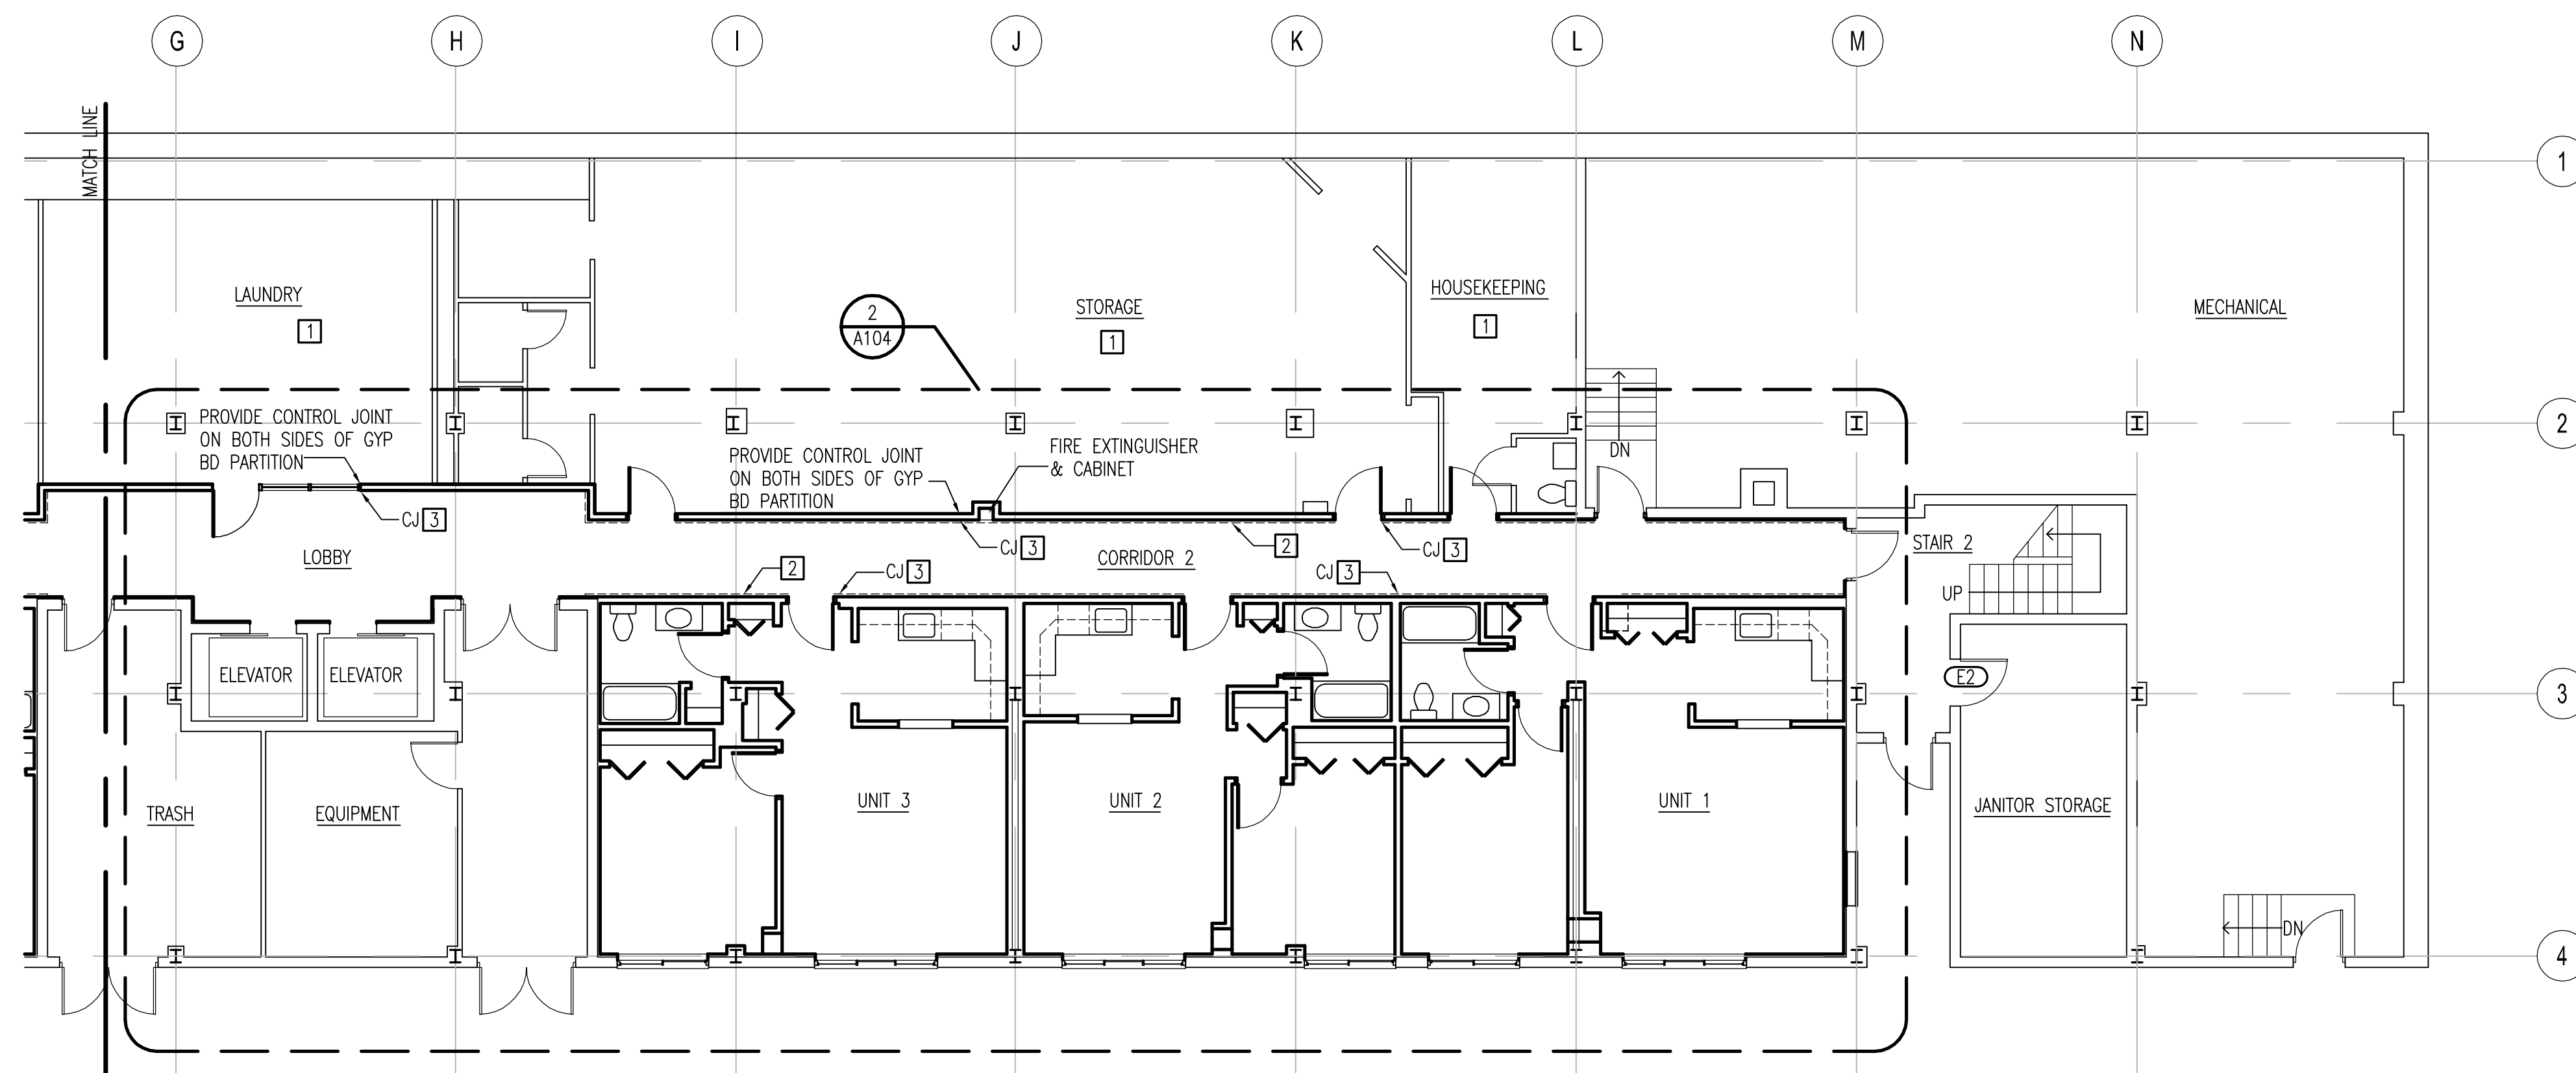 G
H
I
J
K
L
M
N
MATCH LINE
1
LAUNDRY
1
2
A104
STORAGE
1
HOUSEKEEPING
1
MECHANICAL
PROVIDE CONTROL JOINT
ON BOTH SIDES OF GYP
BD PARTITION
PROVIDE CONTROL JOINT
ON BOTH SIDES OF GYP
BD PARTITION
FIRE EXTINGUISHER
& CABINET
DN
2
CJ 3
LOBBY
CJ 3
CORRIDOR 2
2
CJ 3
STAIR 2
2
CJ 3
CJ 3
UP
ELEVATOR
ELEVATOR
E2
3
TRASH
EQUIPMENT
UNIT 3
UNIT 2
UNIT 1
JANITOR STORAGE
DN
4